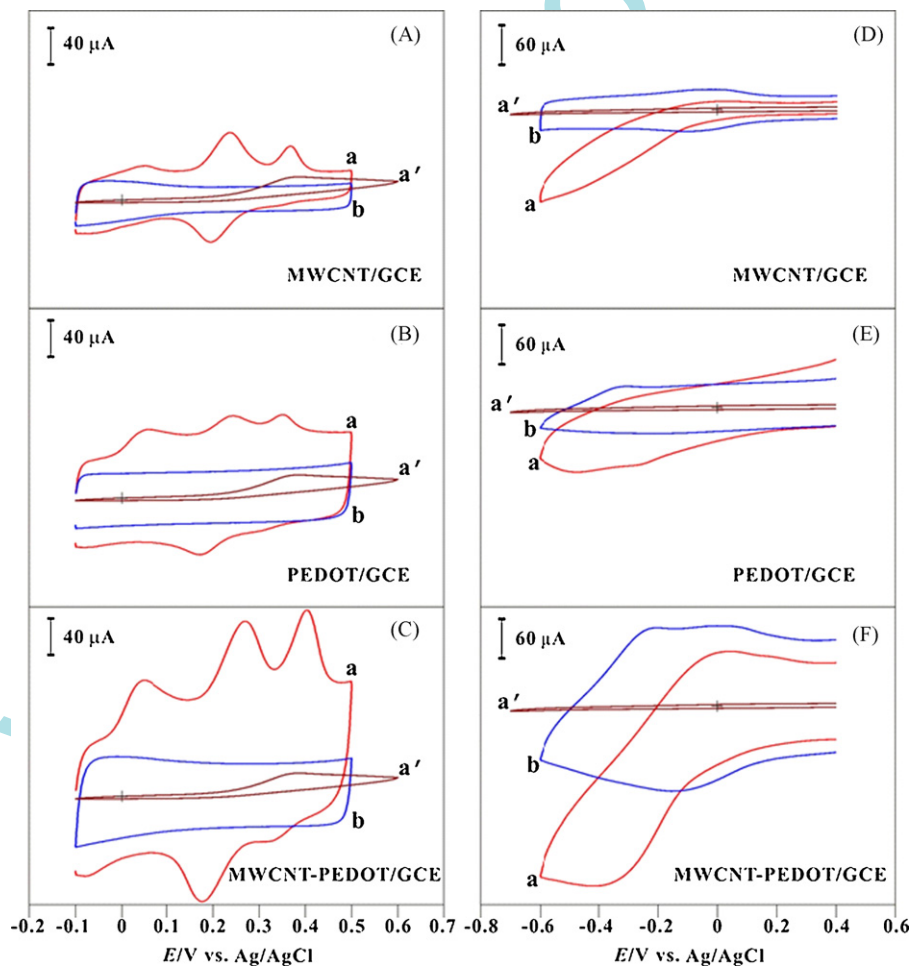 40 µA
(A)
a
a′
b
MWCNT/GCE
40 µA
(B)
a
a′
b
PEDOT/GCE
40 µA
(C)
a
a′
b
MWCNT-PEDOT/GCE
-0.2 -0.1 0 0.1 0.2 0.3 0.4 0.5 0.6 0.7
E/V vs. Ag/AgCl
60 µA
(D)
a′
b
a
MWCNT/GCE
60 µA
(E)
a′
b
a
PEDOT/GCE
60 µA
(F)
a′
b
a
MWCNT-PEDOT/GCE
-0.8 -0.6 -0.4 -0.2 0 0.2 0.4
E/V vs. Ag/AgCl